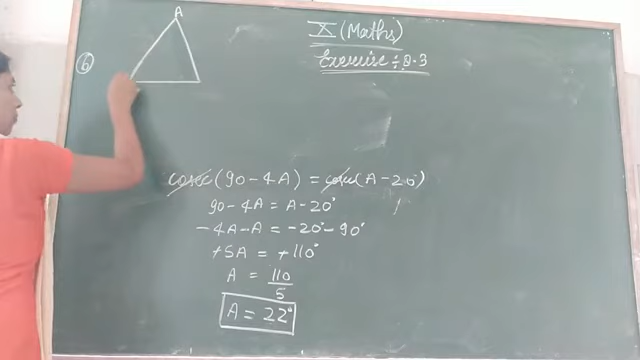 X (Maths)
Exercise ÷ 8.3
6
A
cosec(90-4A) = cosec(A-20°)
90-4A = A-20°
-4A-A = -20°-90°
+5A = +110°
A = 110/5
A = 22°